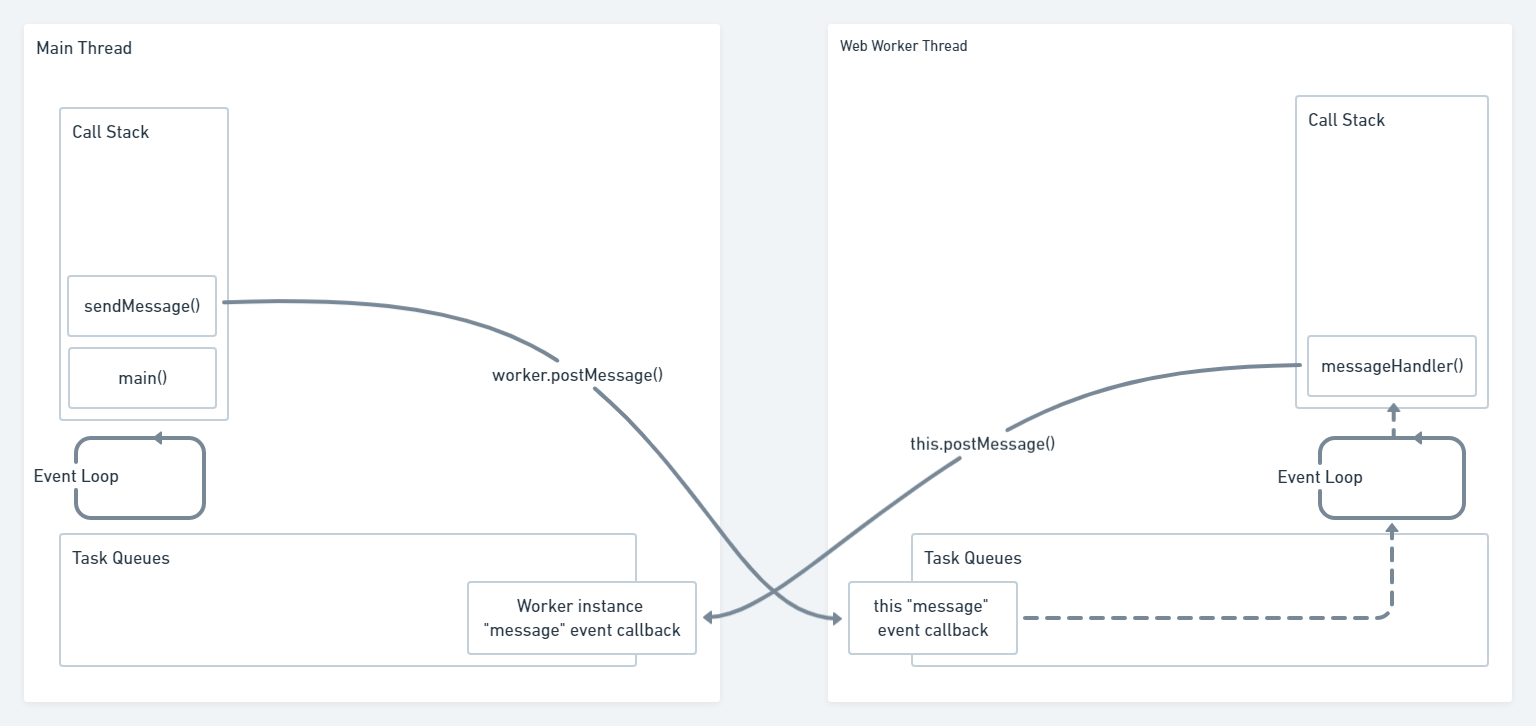 Main Thread
Call Stack
sendMessage()
main()
worker.postMessage()
Event Loop
Task Queues
Worker instance
"message" event callback
Web Worker Thread
Call Stack
messageHandler()
this.postMessage()
Event Loop
Task Queues
this "message"
event callback